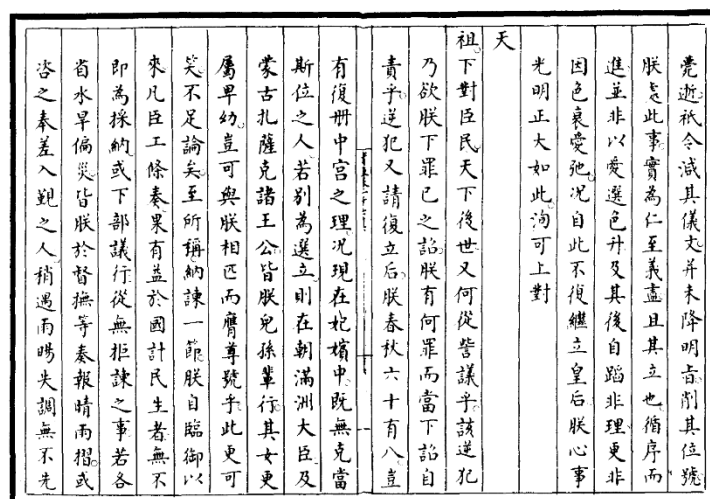 薨逝祇令減其儀文并未降明旨削其位號
朕處此事實為仁至義盡且其立也循序而
進並非以愛選色升及其後自蹈非理更非
因色衰愛弛况自此不復繼立皇后朕心事
光明正大如此洵可上對
天
祖下對臣民天下後世又何從訾議乎該逆犯
乃欲朕下罪己之詔朕有何罪而當下詔自
責乎逆犯又請復立后朕春秋六十有八豈
有復册中宫之理况現在妃嬪中既無克當
斯位之人若别為選立則在朝滿洲大臣及
蒙古扎薩克諸王公皆朕兒孫輩行其女更
屬卑幼豈可與朕相匹而膺尊號乎此更可
笑不足論矣至所稱納諫一節朕自臨御以
來凡臣工條奏果有益於國計民生者無不
即為採納或下部議行從無拒諫之事若各
省水旱偏災皆朕於督撫等奏報晴雨摺或
咨之奉差入覲之人稍遇雨暘失調無不先